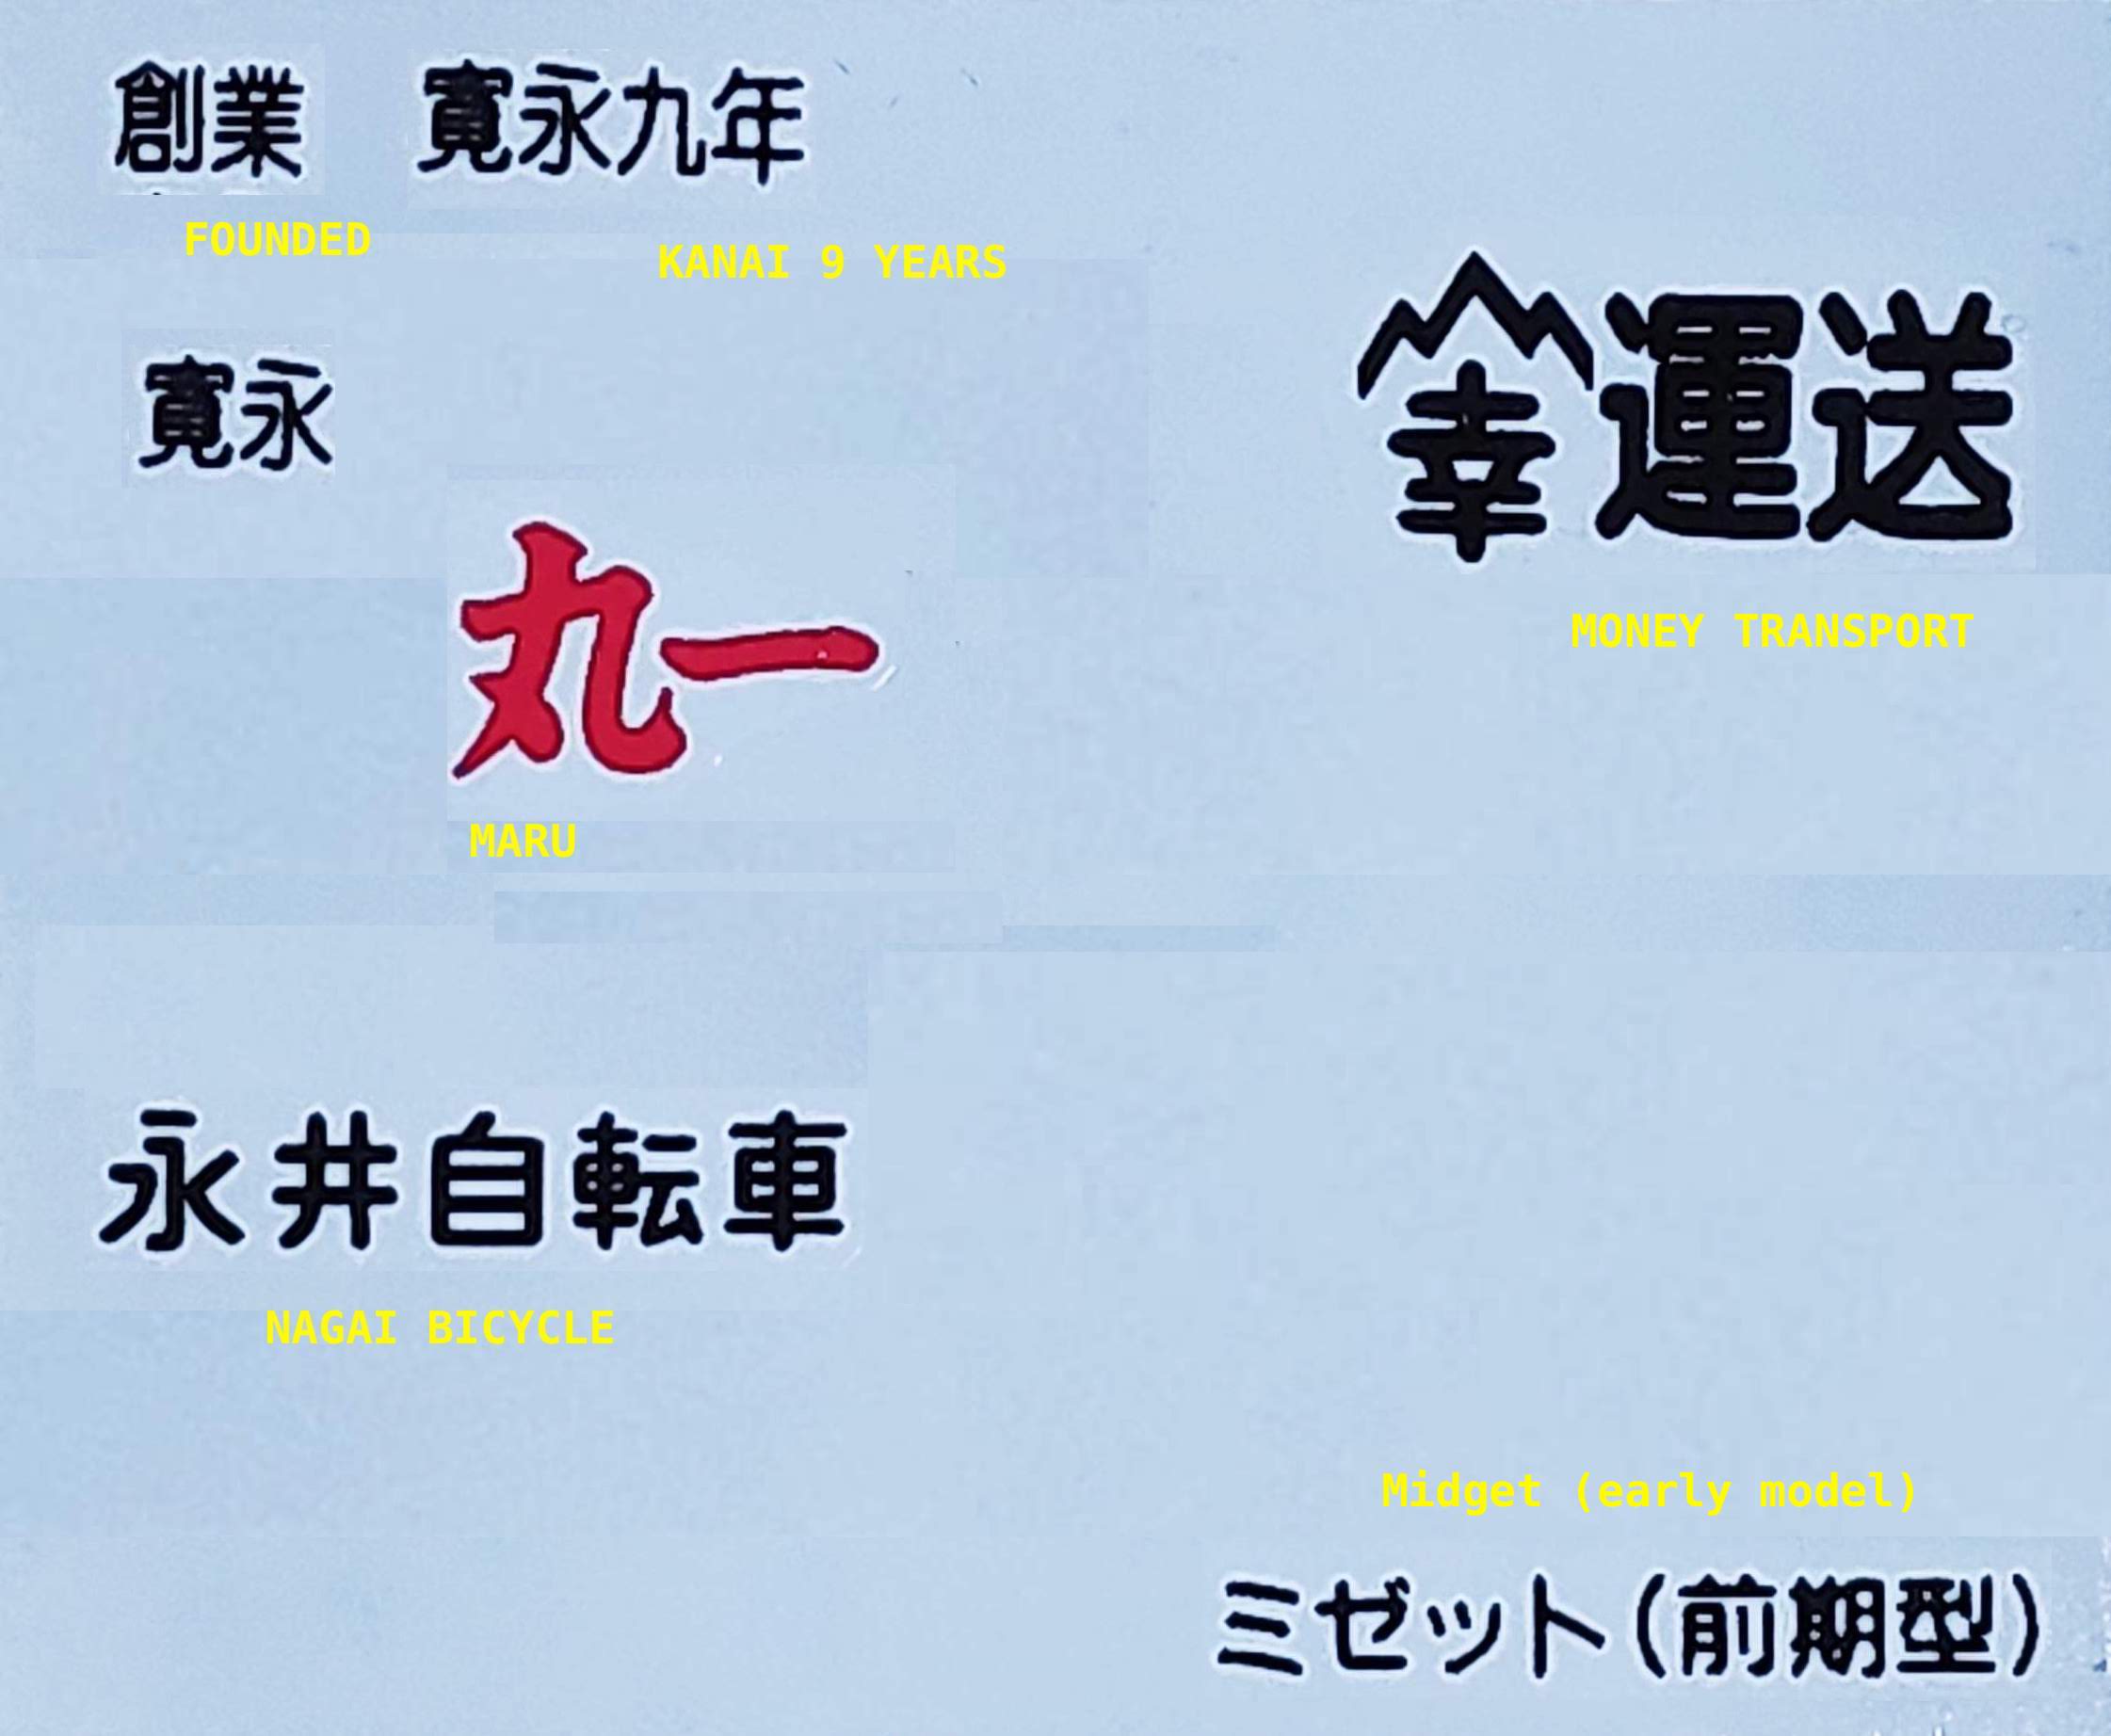 創業 寛永九年
FOUNDED
KANAI 9 YEARS
寛永
幸運送
MONEY TRANSPORT
丸一
MARU
永井自転車
NAGAI BICYCLE
Midget (early model)
ミゼット(前期型)